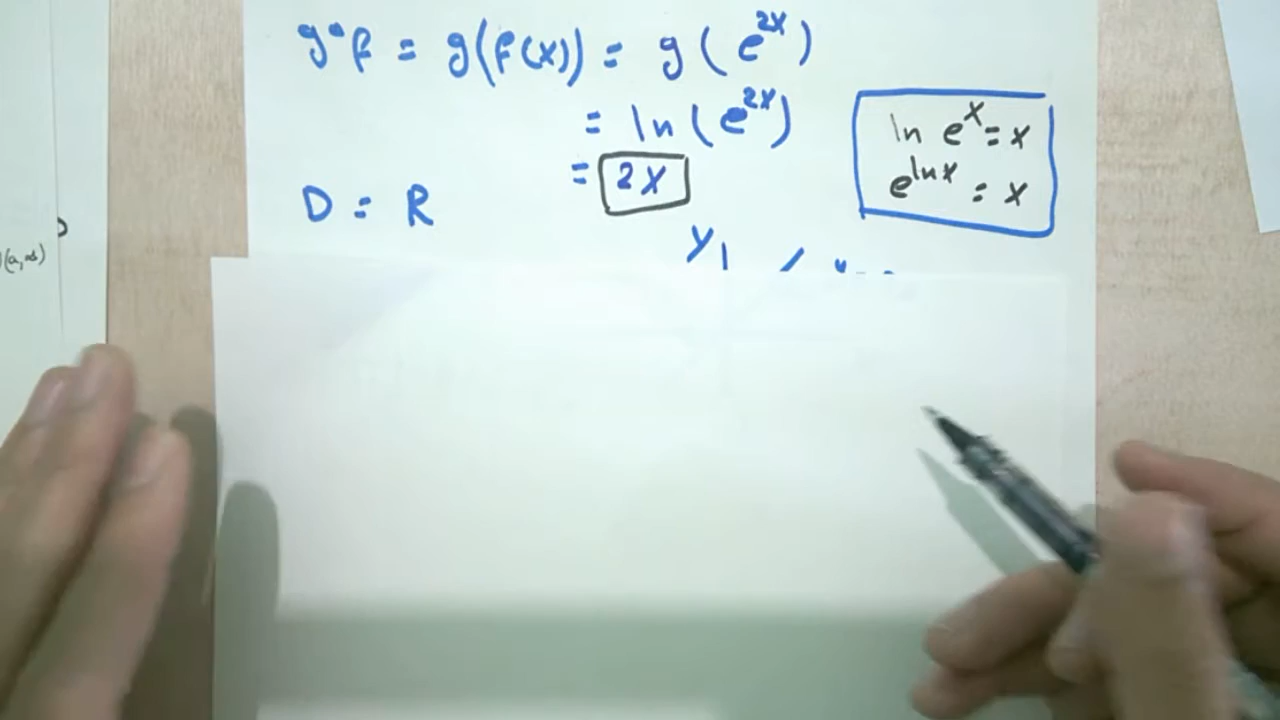 g∘f = g(f(x)) = g(e^{2x})
= ln(e^{2x})
= 2x
D = R
ln e^x = x
e^{ln x} = x
y
(a,∞)